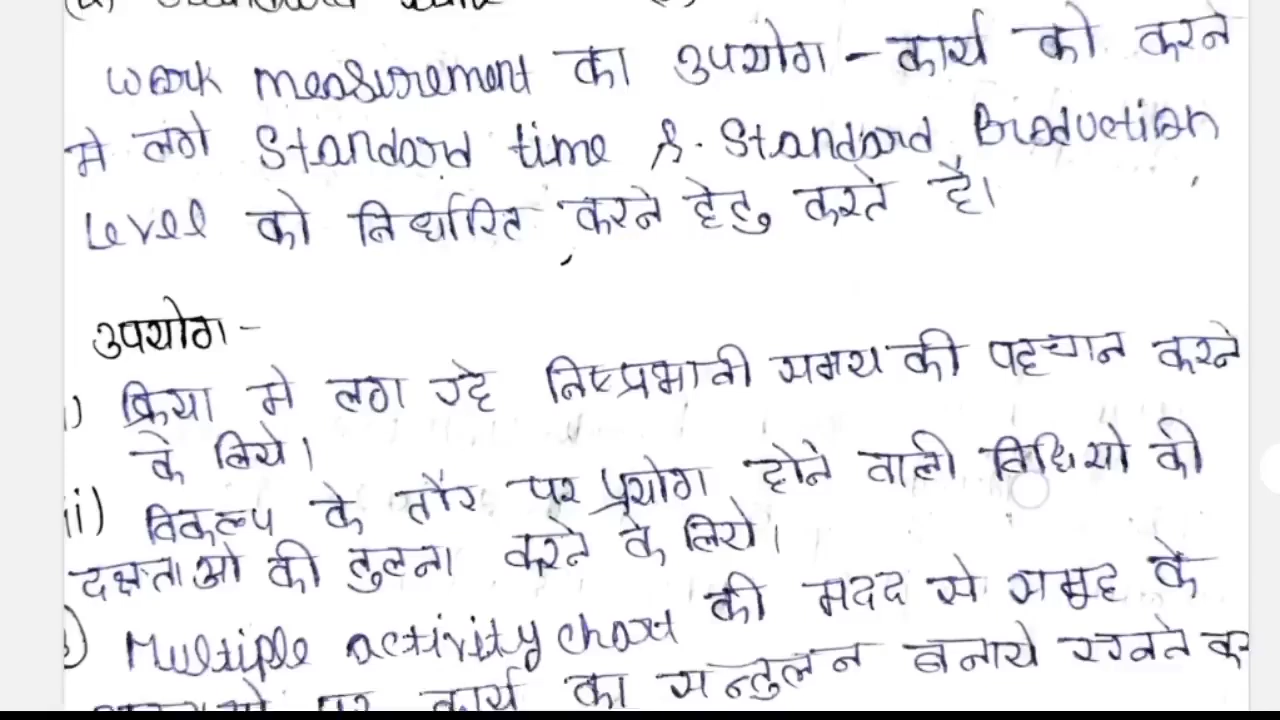 work measurement का उपयोग - कार्य को करने
मे लगे Standard time & Standard Production
Level को निर्धारित करने हेतु करते है।
उपयोग -
i) क्रिया मे लग रहे निष्प्रभावी समय की पहचान करने
के लिये।
ii) विकल्प के तौर पर प्रयोग होने वाली विधियो की
दक्षताओ की तुलना करने के लिये।
) Multiple activity chart की मदद से समूह के
पर कार्य का सन्तुलन बनाये रखने क